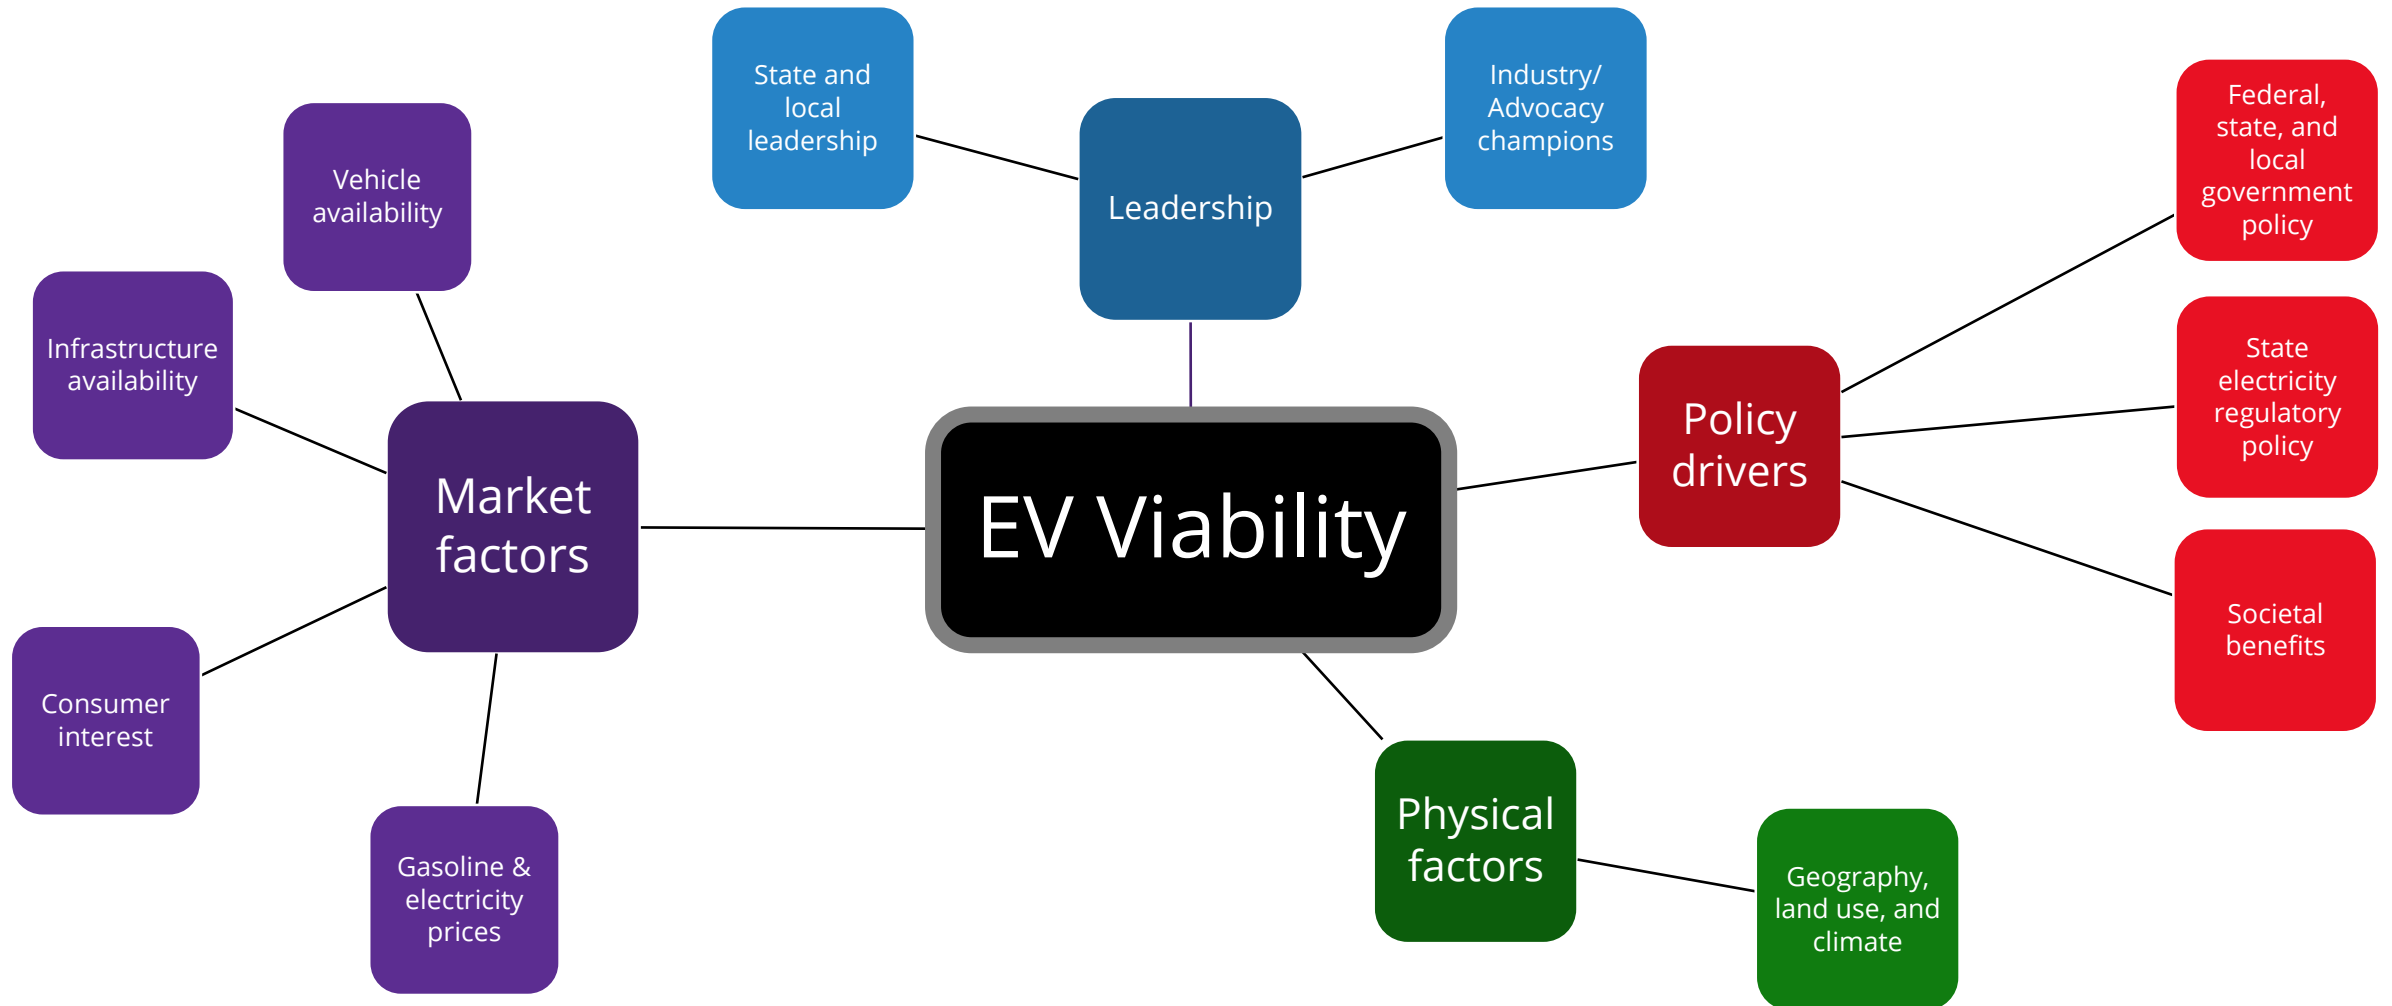 State and
local
leadership
Industry/
Advocacy
champions
Leadership
Federal,
state, and
local
government
policy
State
electricity
regulatory
policy
Societal
benefits
Policy
drivers
Vehicle
availability
Infrastructure
availability
Market
factors
Consumer
interest
Gasoline &
electricity
prices
EV Viability
Physical
factors
Geography,
land use, and
climate